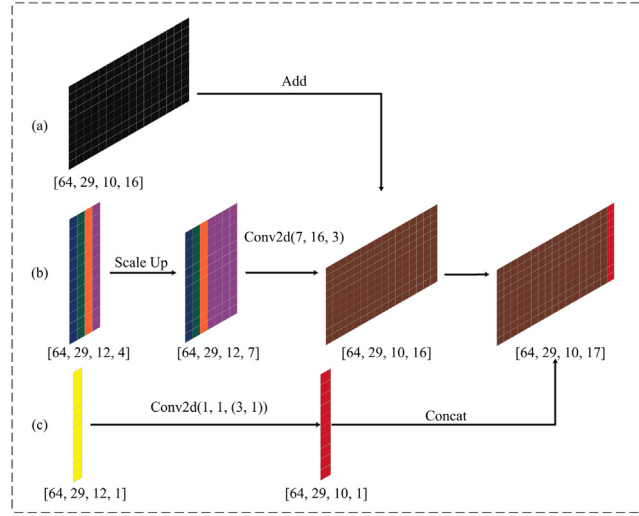 Add
(a)
[64, 29, 10, 16]
Conv2d(7, 16, 3)
Scale Up
(b)
[64, 29, 12, 4]
[64, 29, 12, 7]
[64, 29, 10, 16]
[64, 29, 10, 17]
Conv2d(1, 1, (3, 1))
Concat
(c)
[64, 29, 12, 1]
[64, 29, 10, 1]